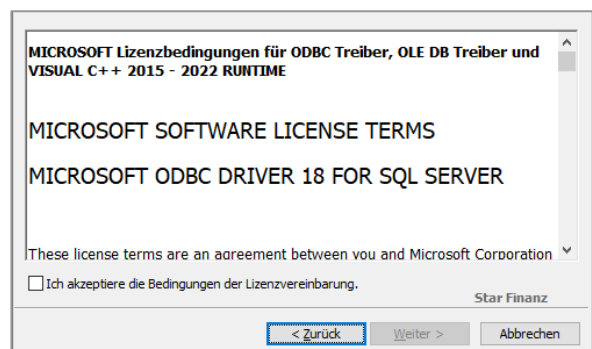 MICROSOFT Lizenzbedingungen für ODBC Treiber, OLE DB Treiber und
VISUAL C++ 2015 - 2022 RUNTIME
MICROSOFT SOFTWARE LICENSE TERMS
MICROSOFT ODBC DRIVER 18 FOR SQL SERVER
These license terms are an agreement between you and Microsoft Corporation
Ich akzeptiere die Bedingungen der Lizenzvereinbarung.
Star Finanz
< Zurück
Weiter >
Abbrechen